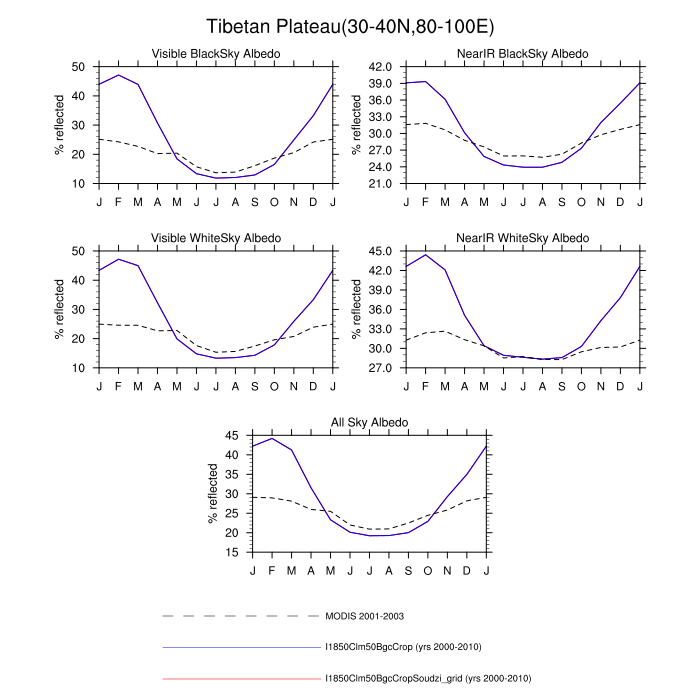 Tibetan Plateau(30-40N,80-100E)
Visible BlackSky Albedo
% reflected
50
40
30
20
10
J F M A M J J A S O N D J
NearIR BlackSky Albedo
% reflected
42.0
39.0
36.0
33.0
30.0
27.0
24.0
21.0
J F M A M J J A S O N D J
Visible WhiteSky Albedo
% reflected
50
40
30
20
10
J F M A M J J A S O N D J
NearIR WhiteSky Albedo
% reflected
45.0
42.0
39.0
36.0
33.0
30.0
27.0
J F M A M J J A S O N D J
All Sky Albedo
% reflected
45
40
35
30
25
20
15
J F M A M J J A S O N D J
MODIS 2001-2003
I1850Clm50BgcCrop (yrs 2000-2010)
I1850Clm50BgcCropSoudzi_grid (yrs 2000-2010)